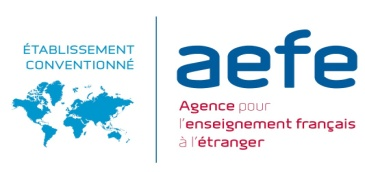 ÉTABLISSEMENT
CONVENTIONNÉ
aefe
Agence pour
l'enseignement français
à l'étranger